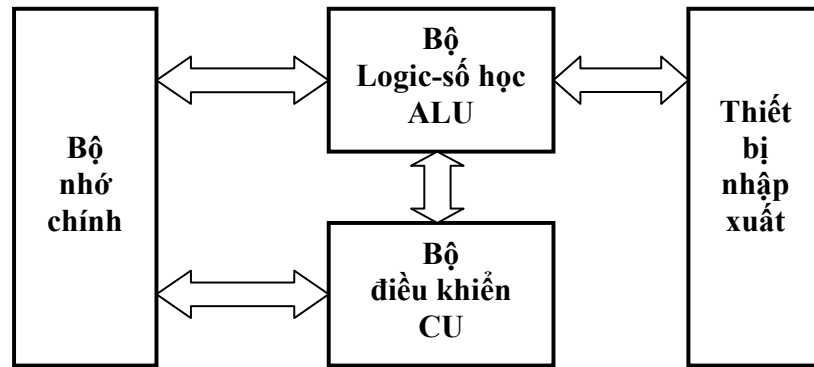 Bộ
nhớ
chính
Bộ
Logic-số học
ALU
Bộ
điều khiển
CU
Thiết
bị
nhập
xuất